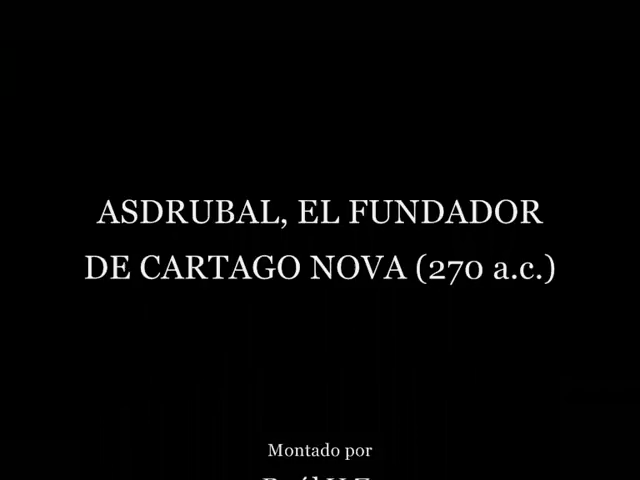 ASDRUBAL, EL FUNDADOR
DE CARTAGO NOVA (270 a.c.)
Montado por